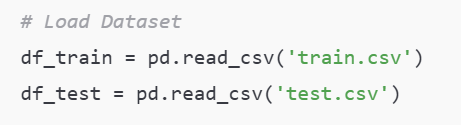 # Load Dataset
df_train = pd.read_csv('train.csv')
df_test = pd.read_csv('test.csv')